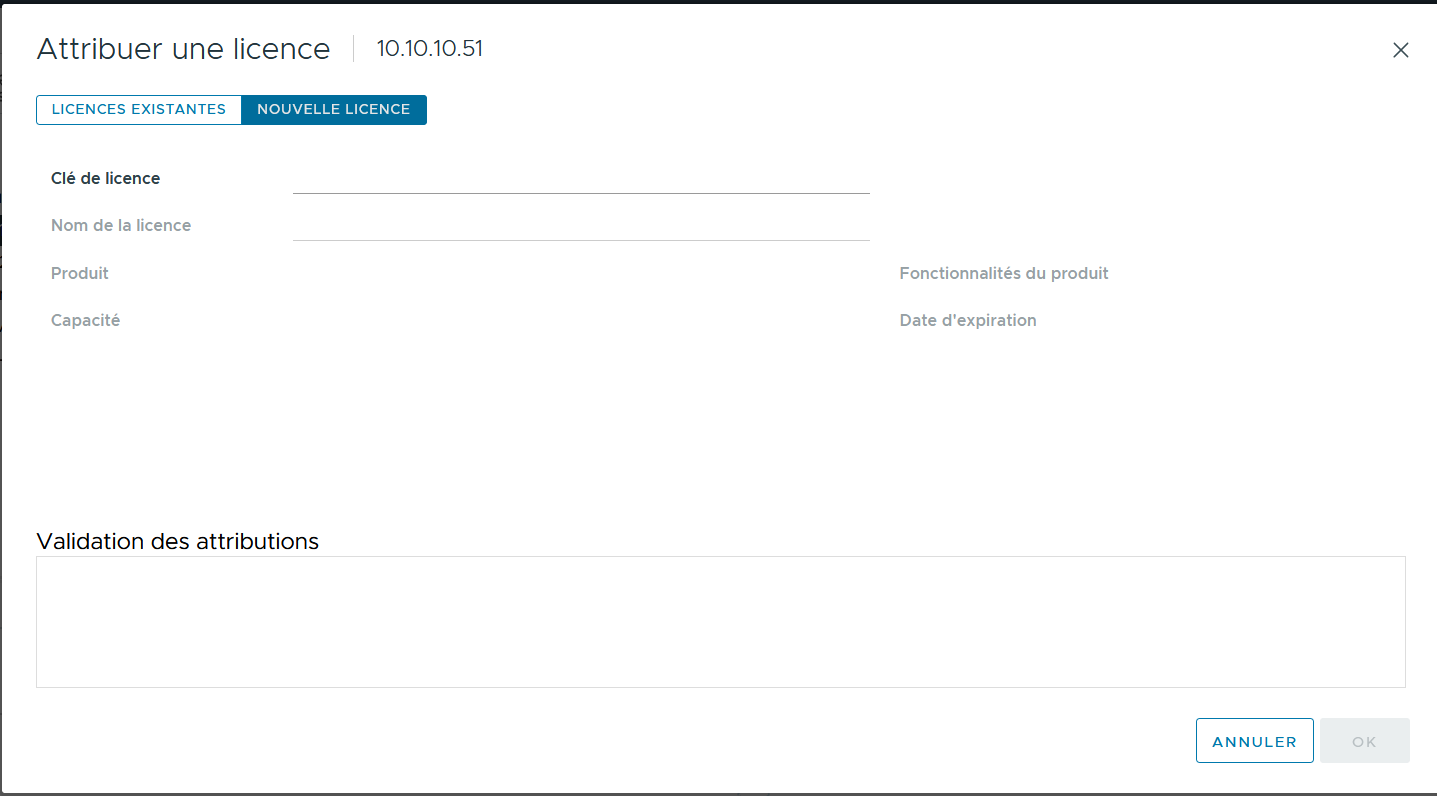 Attribuer une licence 10.10.10.51
LICENCES EXISTANTES NOUVELLE LICENCE
Clé de licence
Nom de la licence
Produit Fonctionnalités du produit
Capacité Date d'expiration
Validation des attributions
ANNULER OK